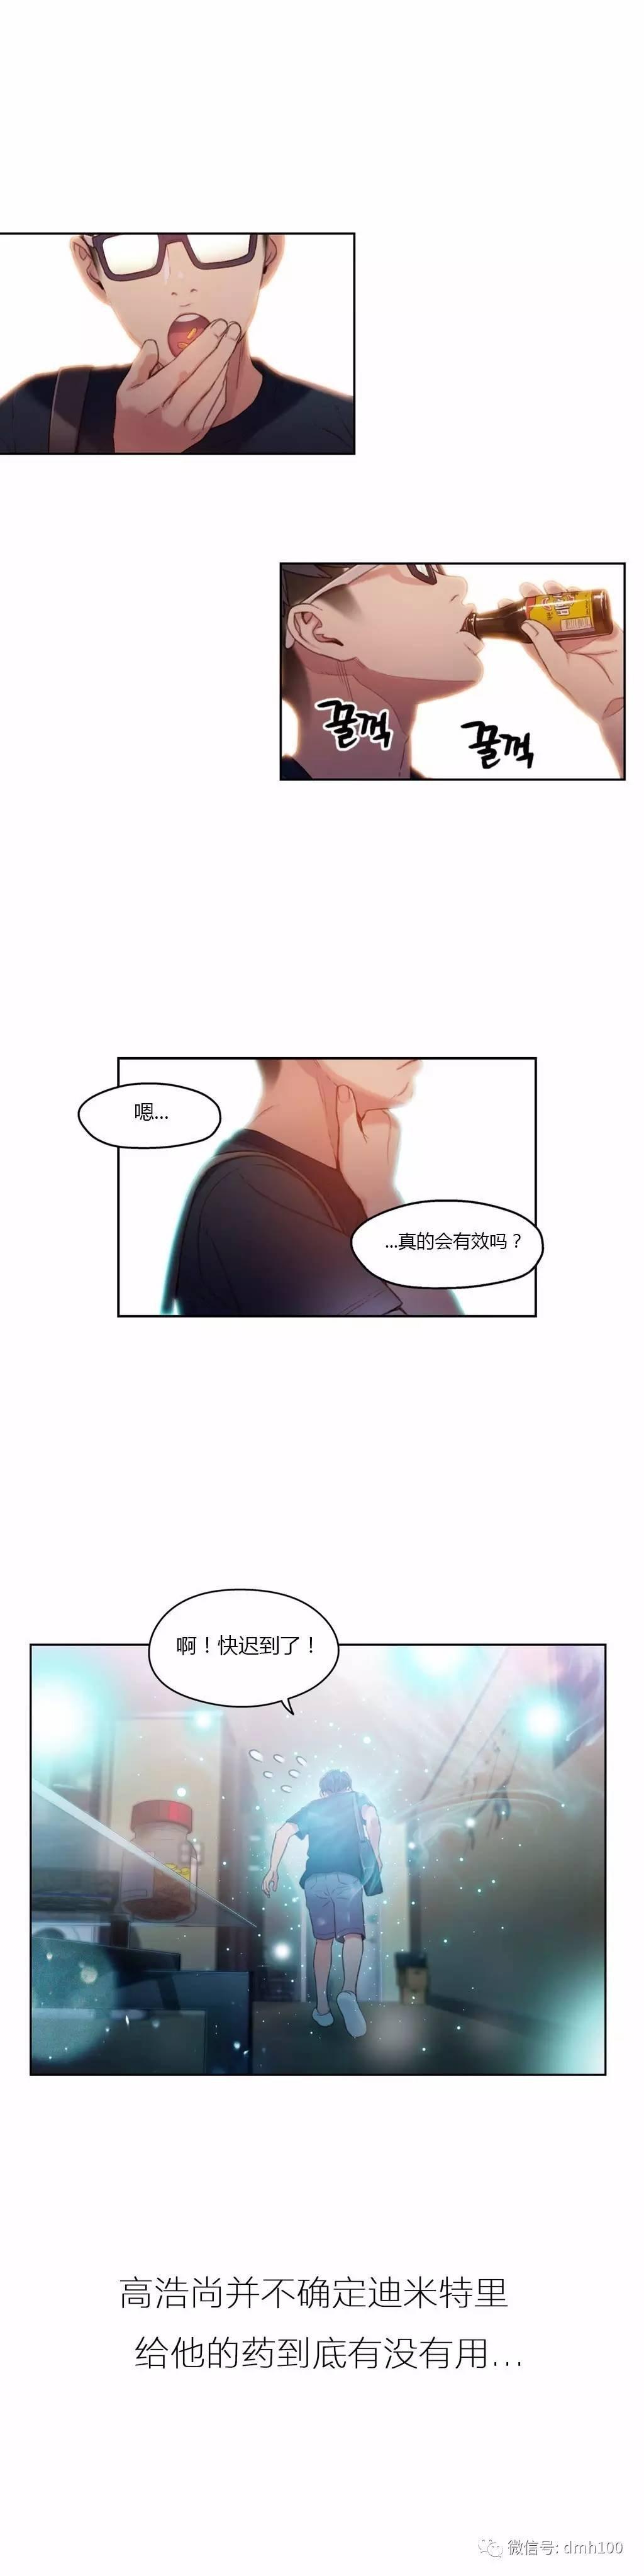 꿀꺽
꿀꺽
嗯...
...真的会有效吗？
啊！快迟到了！
高浩尚并不确定迪米特里
给他的药到底有没有用...
微信号: dmh100